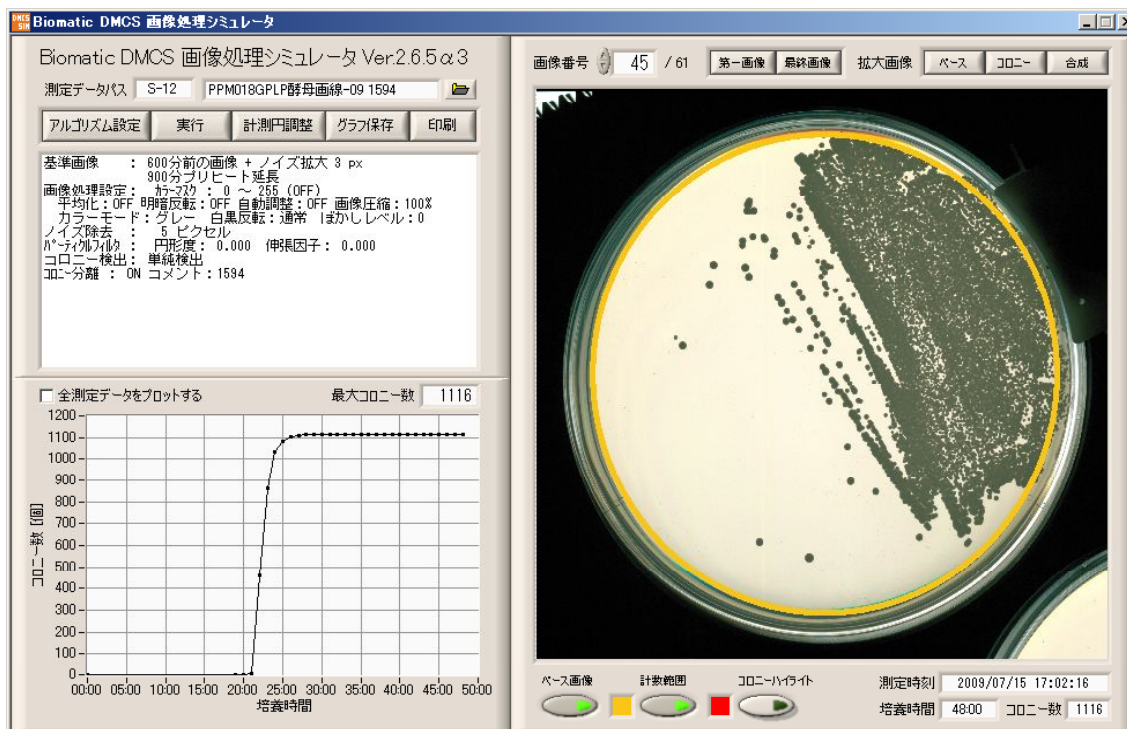 DMCS SIM Biomatic DMCS 画像処理シミュレータ
Biomatic DMCS 画像処理シミュレータ Ver.2.6.5α3
測定データパス S-12 PPM018GPLP酵母画線-09 1594
アルゴリズム設定 実行 計測円調整 グラフ保存 印刷
基準画像 : 600分前の画像 + ノイズ拡大 3 px
900分プリヒート延長
画像処理設定: カラーマスク : 0 ～ 255 (OFF)
平均化:OFF 明暗反転:OFF 自動調整:OFF 画像圧縮:100%
カラーモード:グレー 白黒反転:通常 ぼかしレベル:0
ノイズ除去 : 5 ピクセル
パーティクルフィルタ : 円形度: 0.000 伸張因子: 0.000
コロニー検出: 単純検出
コロニー分離 : ON コメント:1594
全測定データをプロットする 最大コロニー数 1116
1200
1100
1000
900
800
700
600
500
400
300
200
100
0
コロニー数 [個]
00:00 05:00 10:00 15:00 20:00 25:00 30:00 35:00 40:00 45:00 50:00
培養時間
画像番号 45 / 61 第一画像 最終画像 拡大画像 ベース コロニー 合成
ベース画像 計数範囲 コロニーハイライト
測定時刻 2009/07/15 17:02:16
培養時間 48:00 コロニー数 1116